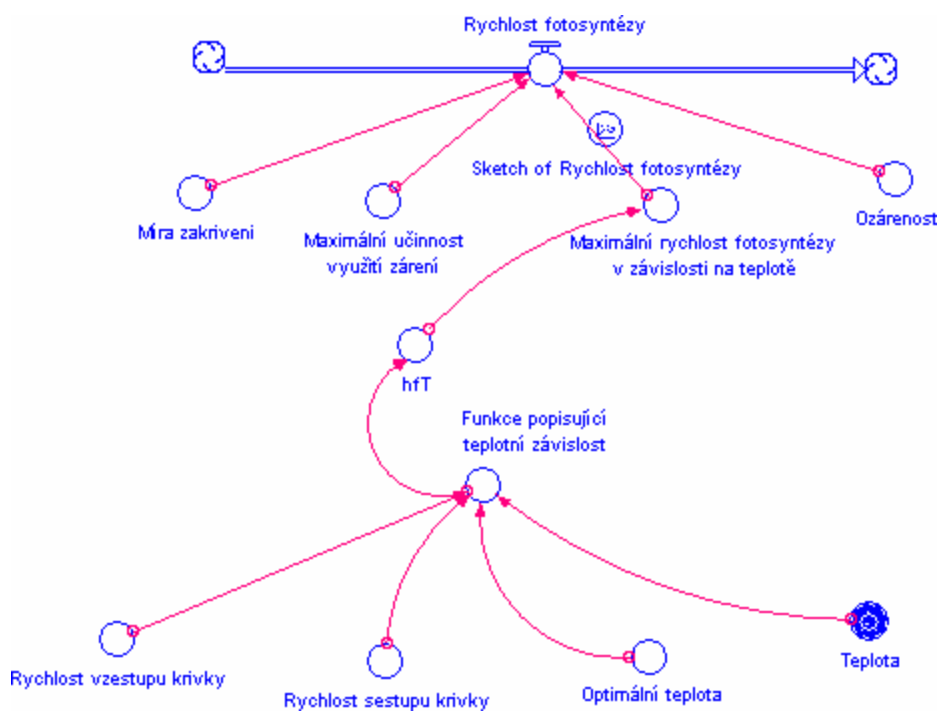 Rychlost fotosyntézy
Sketch of Rychlost fotosyntézy
Míra zakriveni
Maximální učinnost
využití zárení
Maximální rychlost fotosyntézy
v závislosti na teplotě
Ozárenost
hfT
Funkce popisující
teplotní závislost
Rychlost vzestupu krivky
Rychlost sestupu krivky
Optimální teplota
Teplota